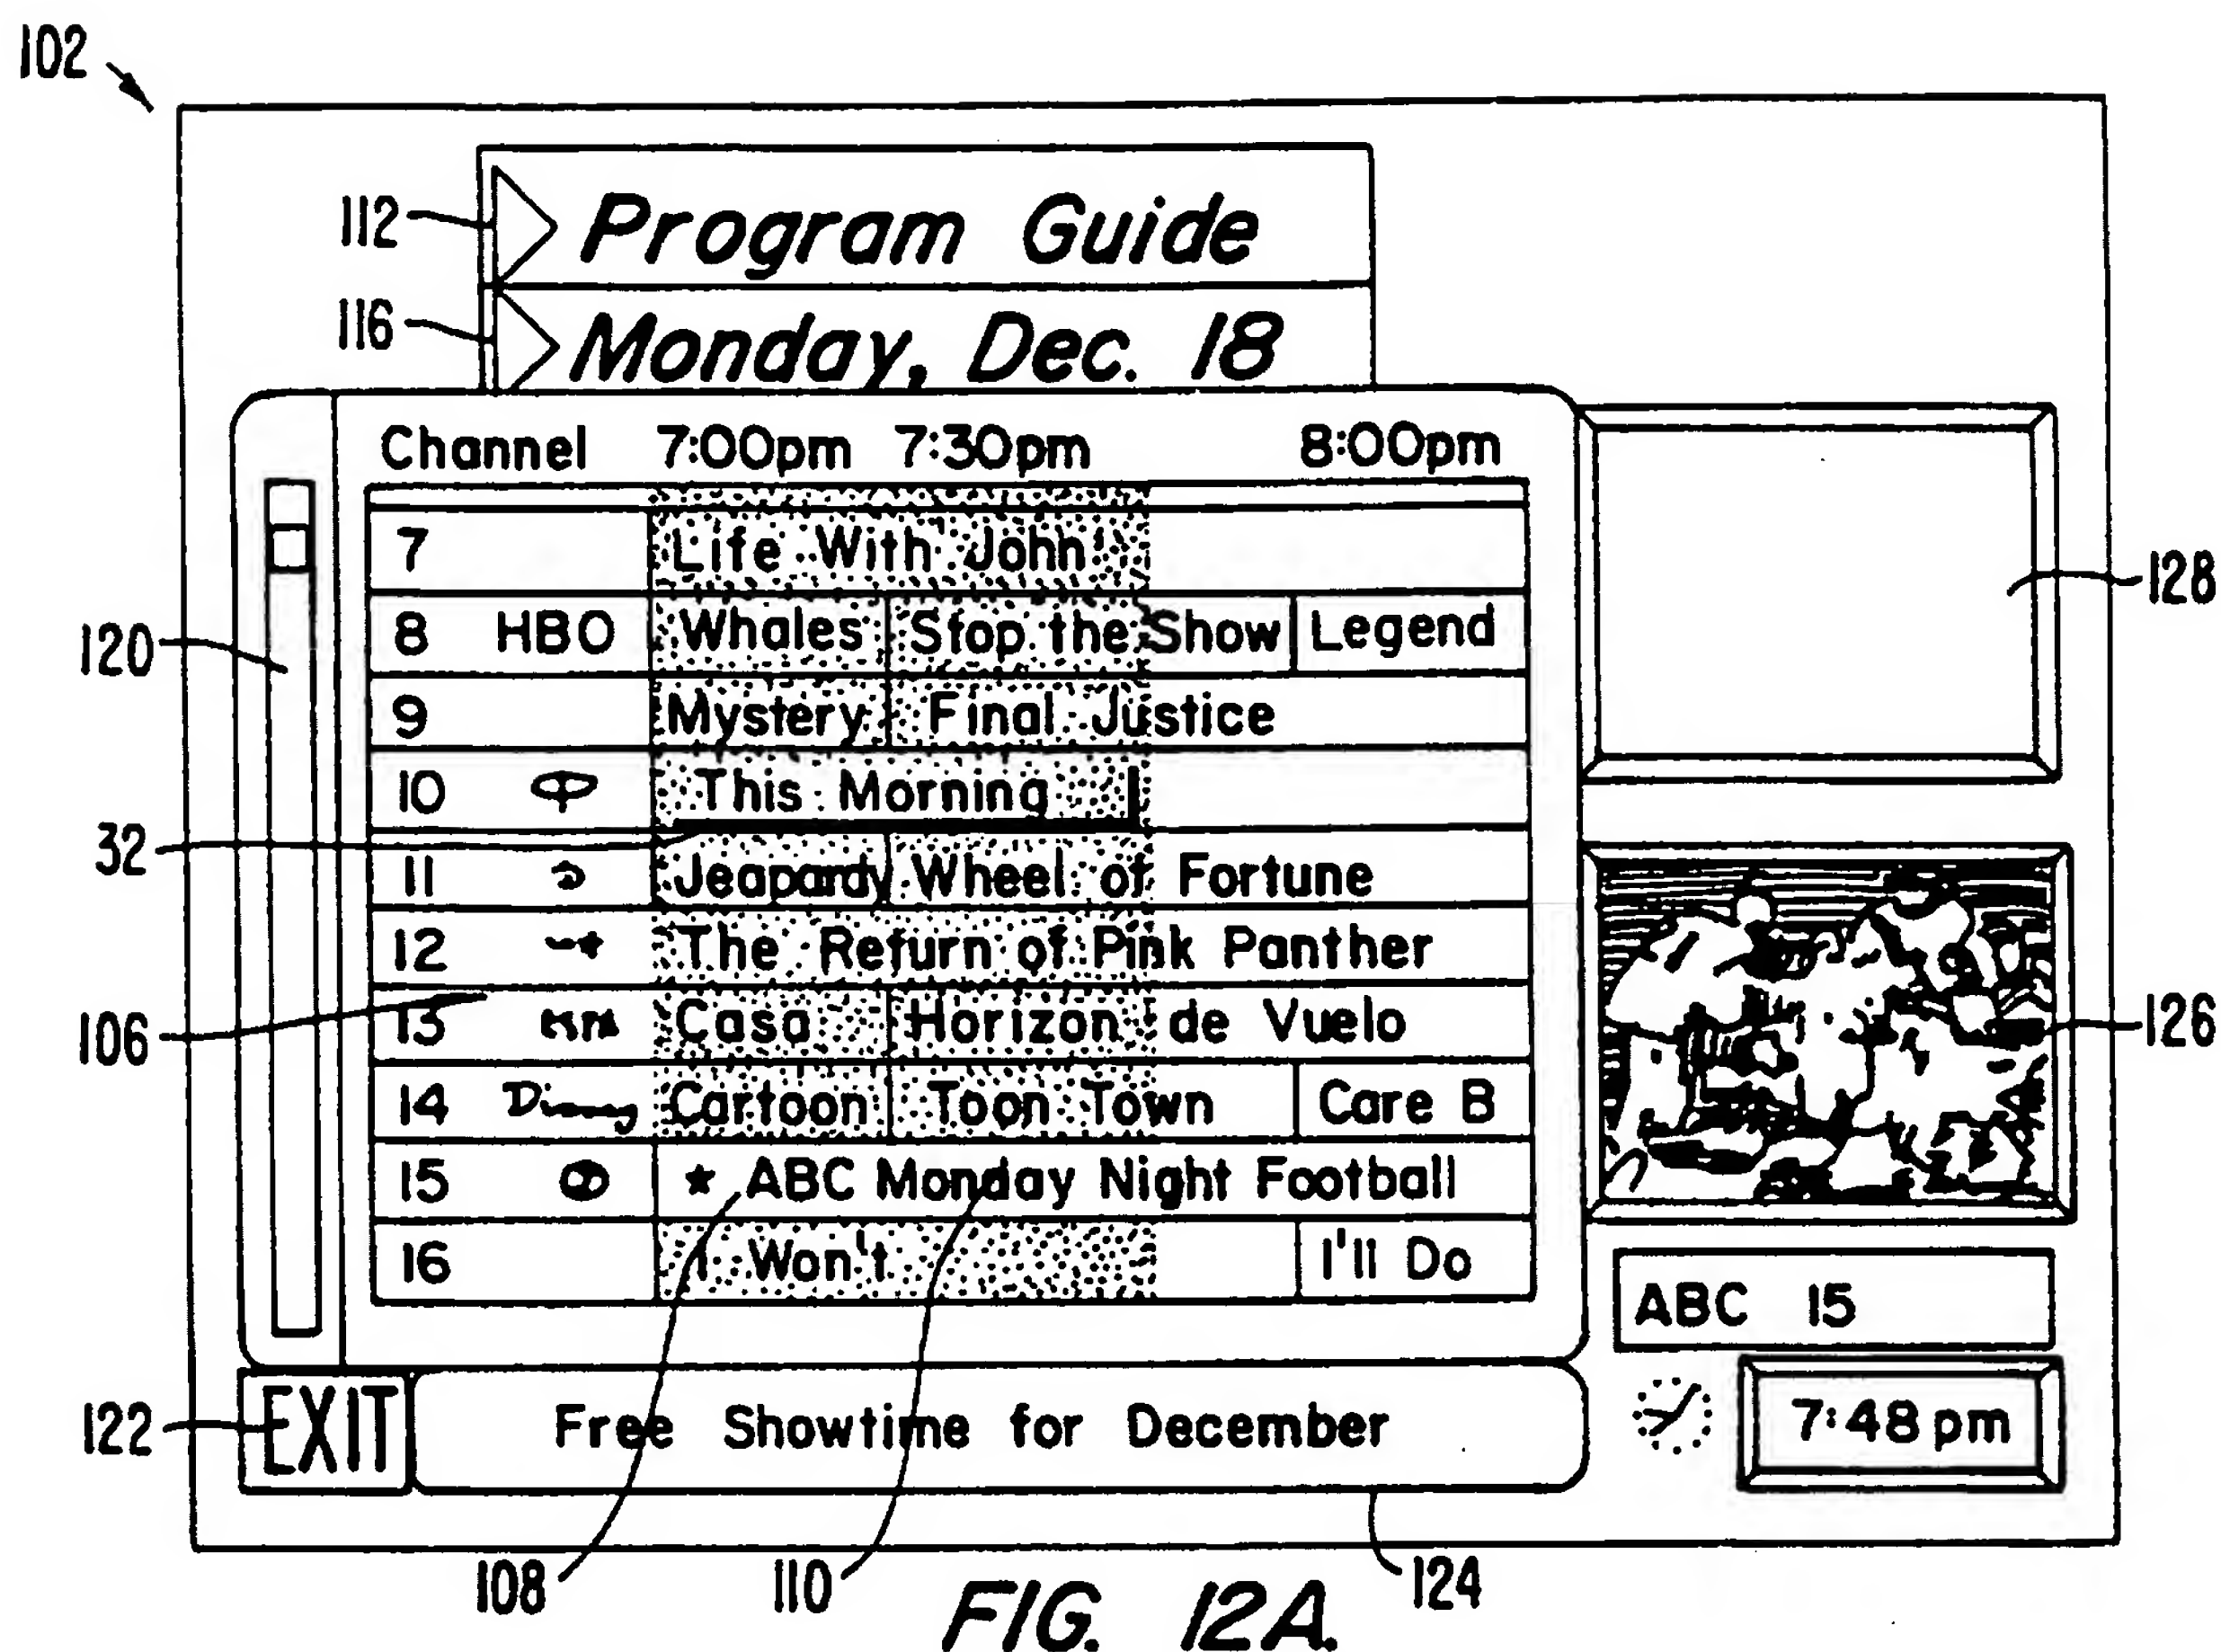 102
112
Program Guide
116
Monday, Dec. 18
Channel 7:00pm 7:30pm 8:00pm
7 Life With John
8 HBO Whales Stop the Show Legend
128
120
9 Mystery Final Justice
10 This Morning
32
11 Jeapardy Wheel of Fortune
12 The Return of Pink Panther
106
13 Casa Horizon de Vuelo
126
14 Disney Cartoon Toon Town Care B
15 ★ ABC Monday Night Football
16 I Won't I'll Do
ABC 15
122
EXIT
Free Showtime for December
7:48 pm
108
110
124
FIG. 12A.